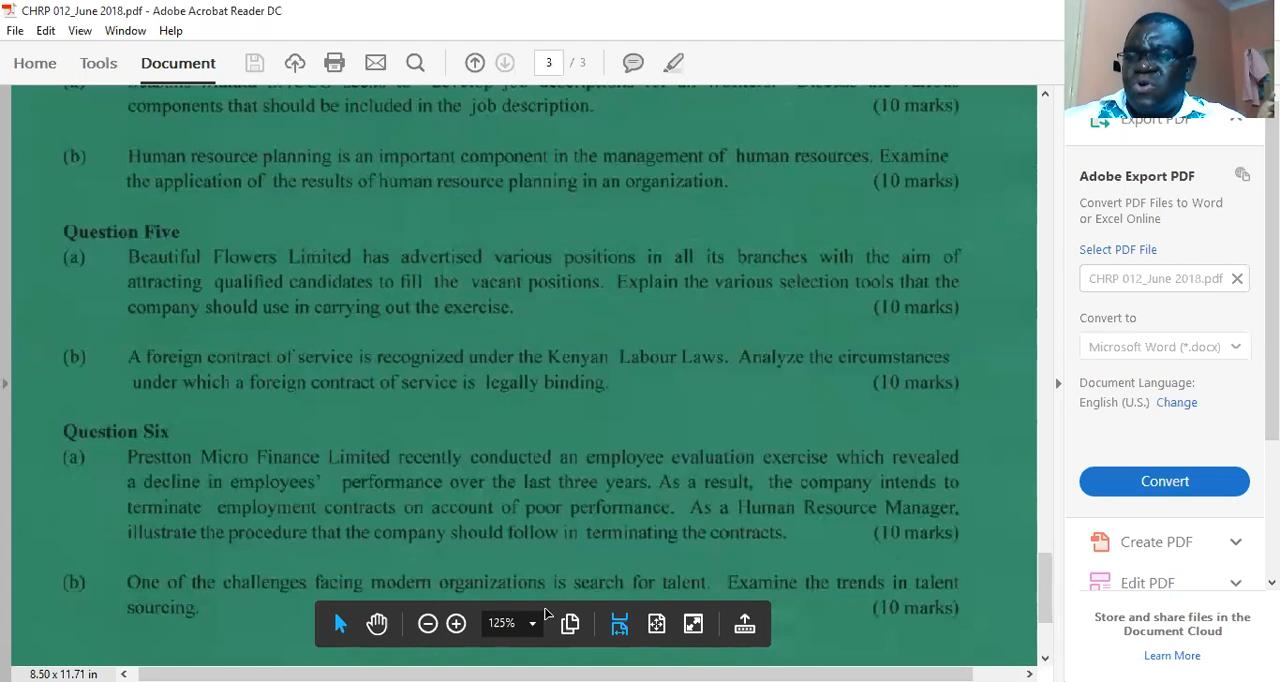 CHRP 012_June 2018.pdf - Adobe Acrobat Reader DC
File Edit View Window Help
Home Tools Document 3 / 3
components that should be included in the job description. (10 marks)
(b) Human resource planning is an important component in the management of human resources. Examine
the application of the results of human resource planning in an organization. (10 marks)
Question Five
(a) Beautiful Flowers Limited has advertised various positions in all its branches with the aim of
attracting qualified candidates to fill the vacant positions. Explain the various selection tools that the
company should use in carrying out the exercise. (10 marks)
(b) A foreign contract of service is recognized under the Kenyan Labour Laws. Analyze the circumstances
under which a foreign contract of service is legally binding. (10 marks)
Question Six
(a) Prestton Micro Finance Limited recently conducted an employee evaluation exercise which revealed
a decline in employees' performance over the last three years. As a result, the company intends to
terminate employment contracts on account of poor performance. As a Human Resource Manager,
illustrate the procedure that the company should follow in terminating the contracts. (10 marks)
(b) One of the challenges facing modern organizations is search for talent. Examine the trends in talent
sourcing. (10 marks)
125%
8.50 x 11.71 in
Export PDF
Adobe Export PDF
Convert PDF Files to Word
or Excel Online
Select PDF File
CHRP 012_June 2018.pdf
Convert to
Microsoft Word (*.docx)
Document Language:
English (U.S.) Change
Convert
Create PDF
Edit PDF
Store and share files in the
Document Cloud
Learn More